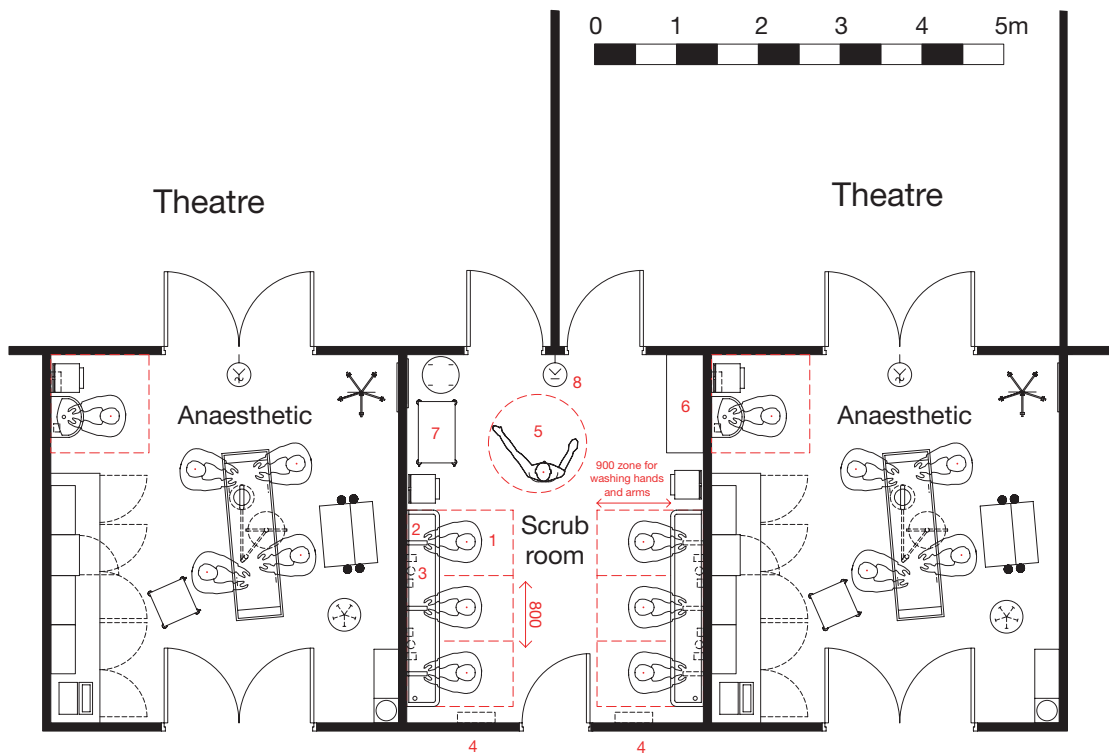 0 1 2 3 4 5m
Theatre
Theatre
8
Anaesthetic
7
5
6
Anaesthetic
900 zone for
washing hands
and arms
2
1
Scrub
room
3
800
4
4